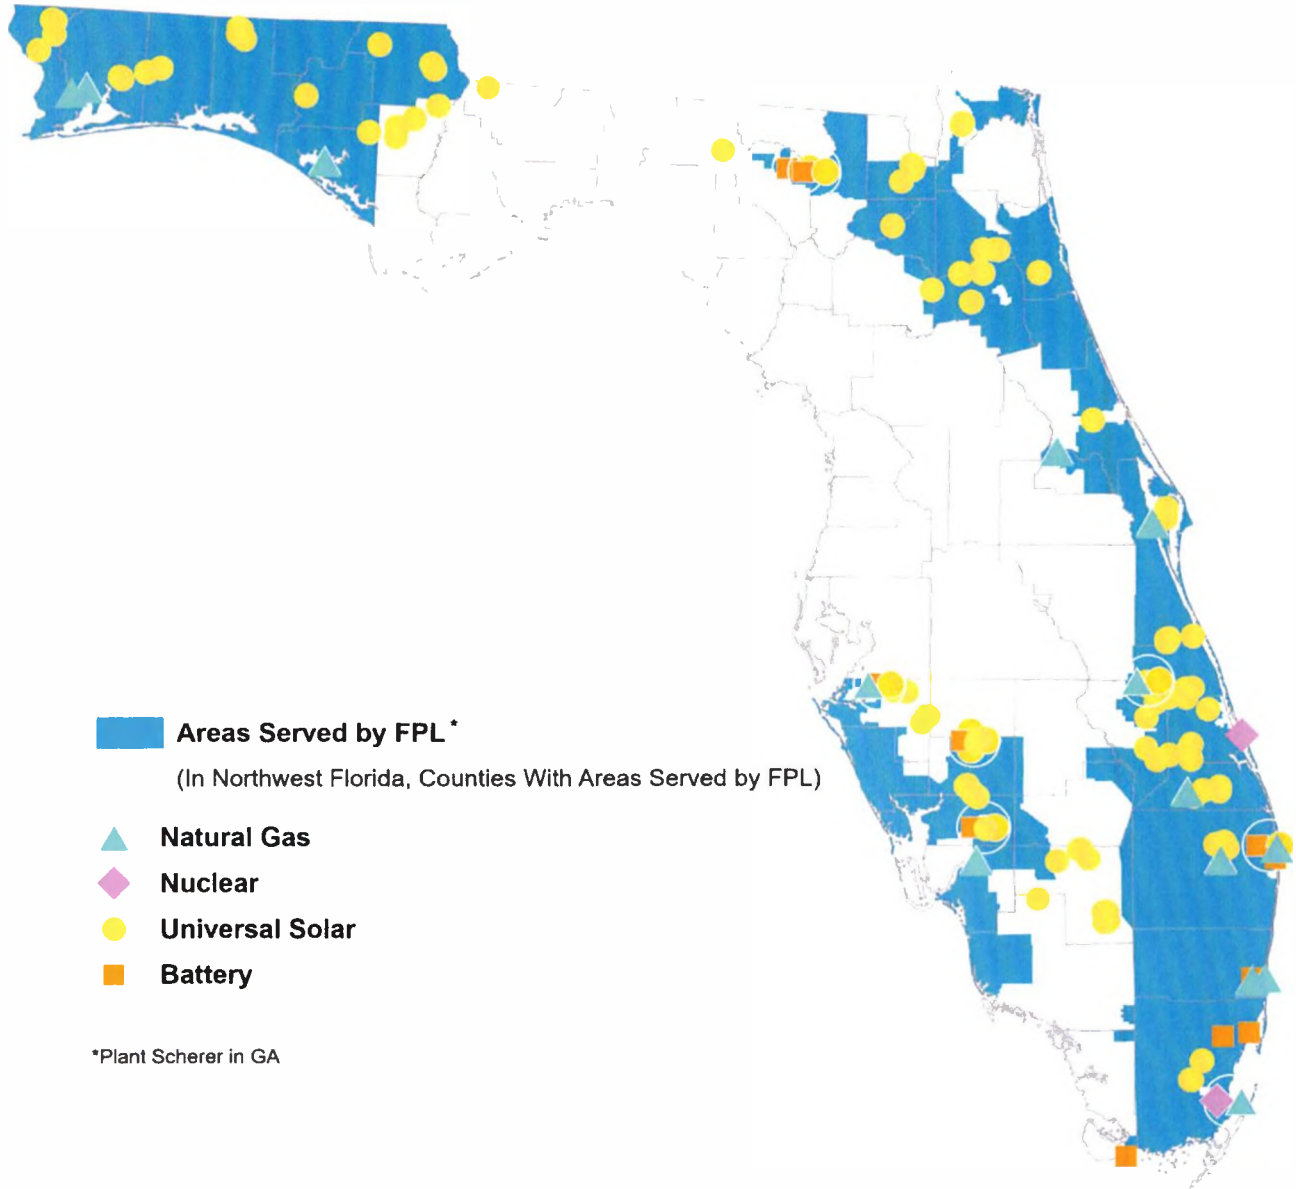 Areas Served by FPL*
(In Northwest Florida, Counties With Areas Served by FPL)
Natural Gas
Nuclear
Universal Solar
Battery
*Plant Scherer in GA